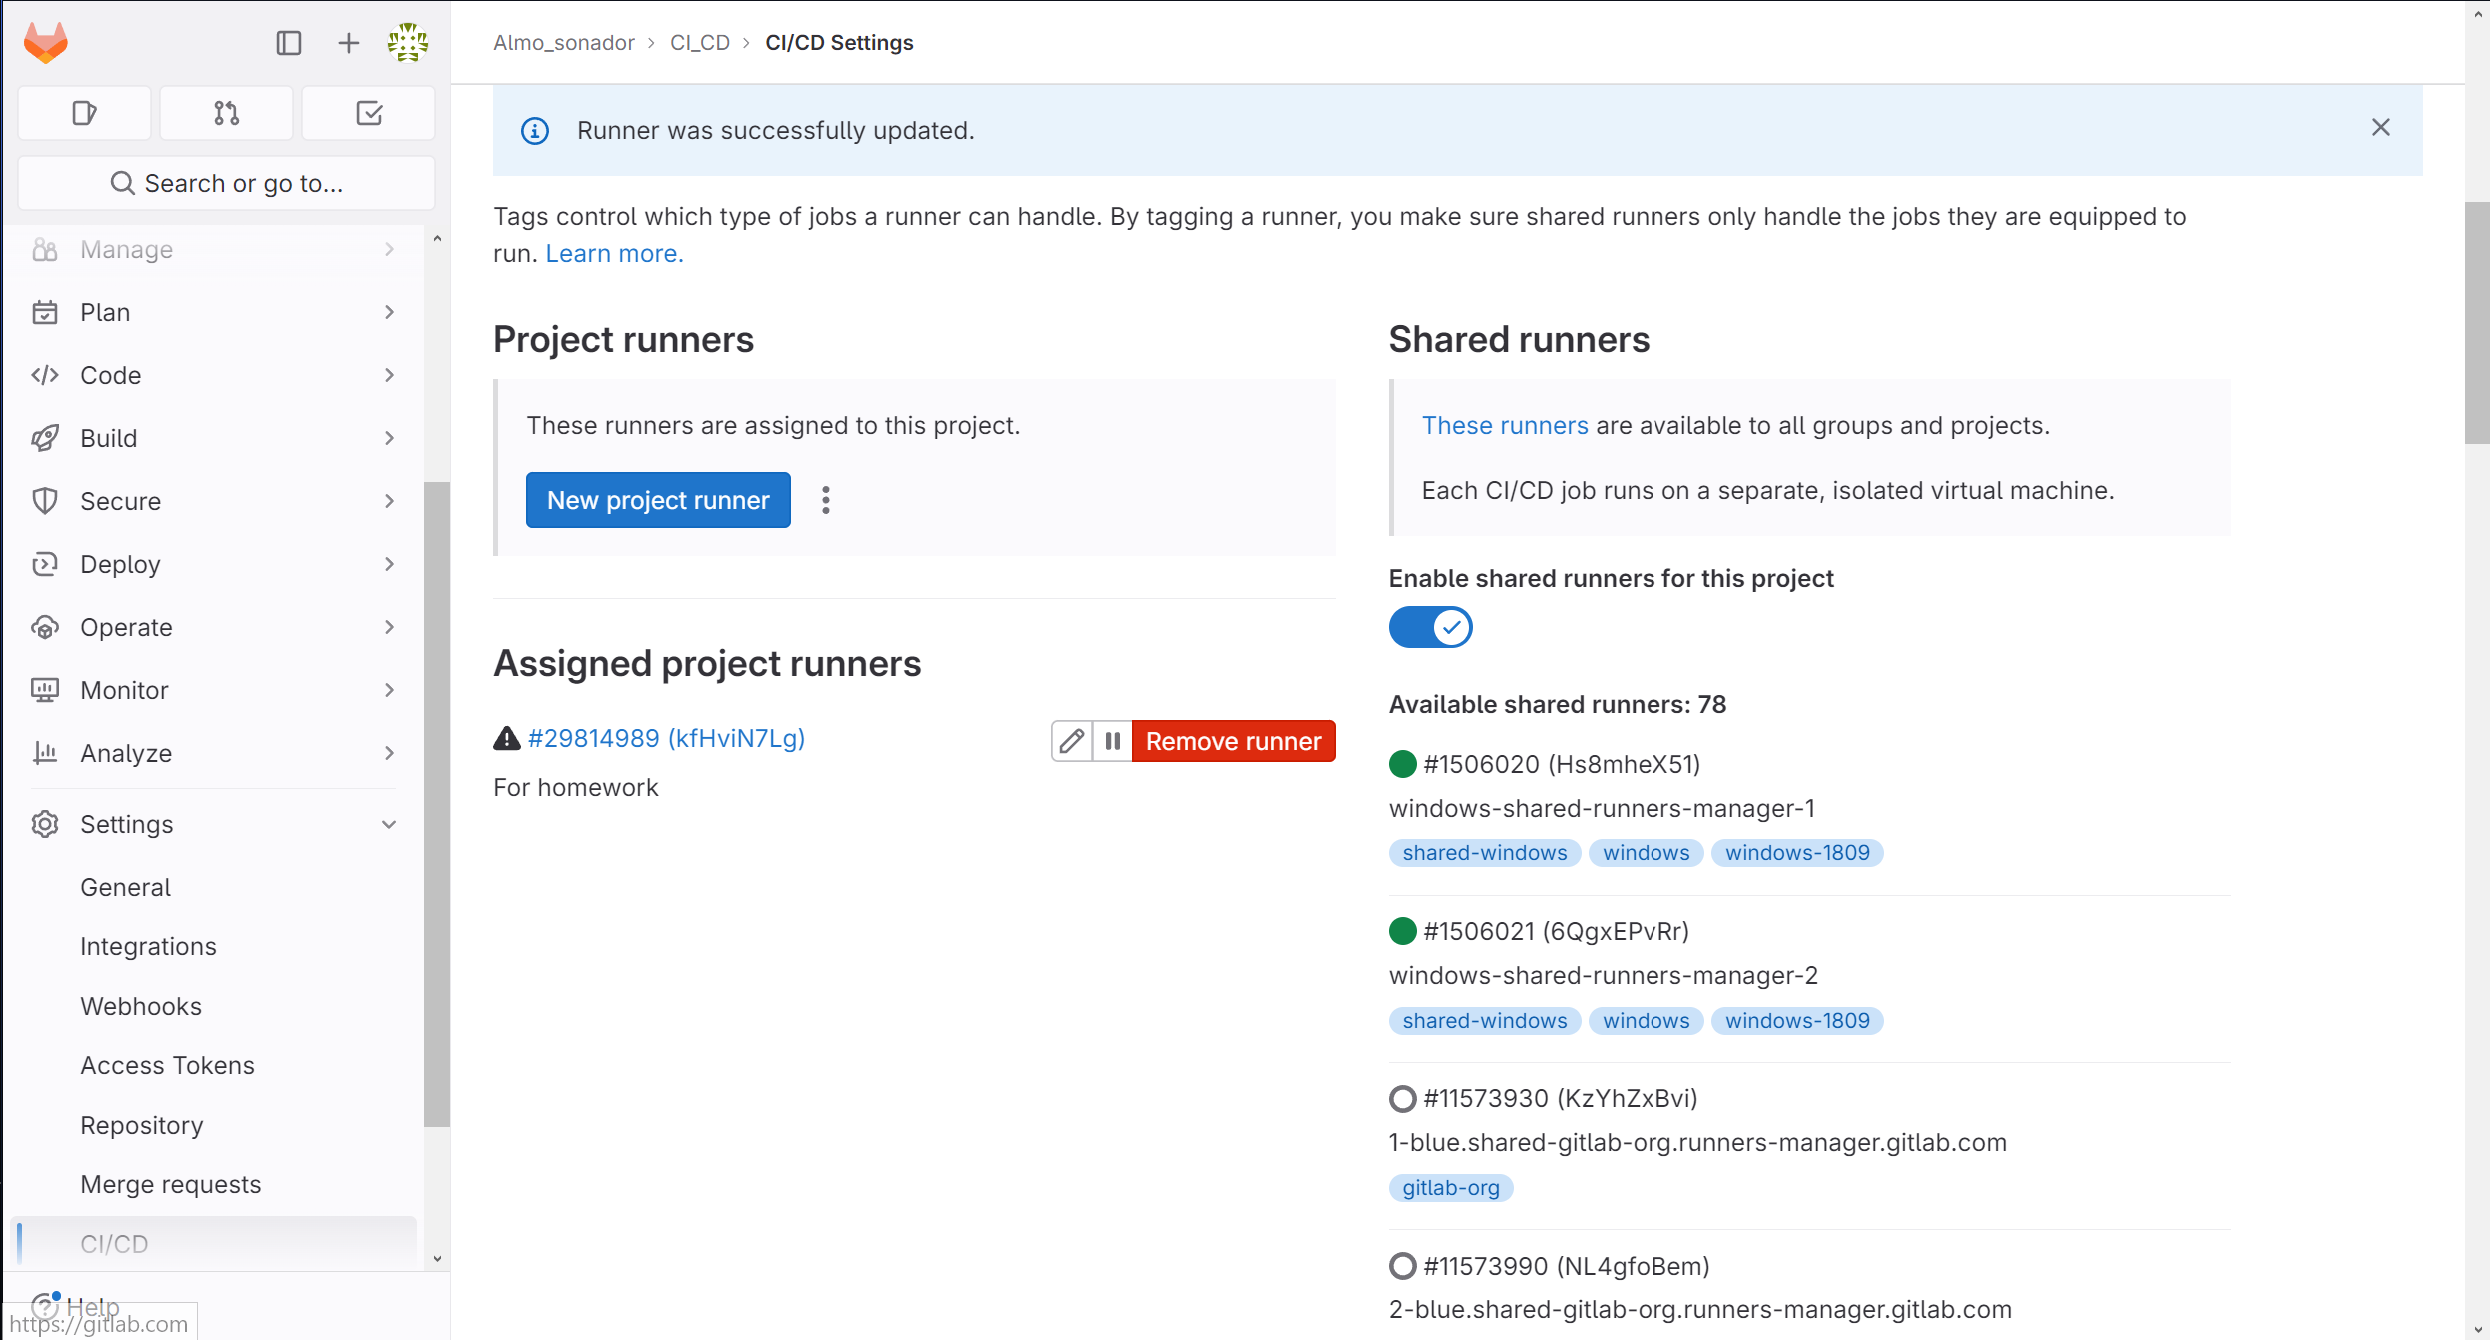 Almo_sonador › CI_CD › CI/CD Settings
Search or go to...
Manage
Plan
Code
Build
Secure
Deploy
Operate
Monitor
Analyze
Settings
General
Integrations
Webhooks
Access Tokens
Repository
Merge requests
CI/CD
Help
https://gitlab.com
Runner was successfully updated.
Tags control which type of jobs a runner can handle. By tagging a runner, you make sure shared runners only handle the jobs they are equipped to
run. Learn more.
Project runners
These runners are assigned to this project.
New project runner
Assigned project runners
#29814989 (kfHviN7Lg)
Remove runner
For homework
Shared runners
These runners are available to all groups and projects.
Each CI/CD job runs on a separate, isolated virtual machine.
Enable shared runners for this project
Available shared runners: 78
#1506020 (Hs8mheX51)
windows-shared-runners-manager-1
shared-windows windows windows-1809
#1506021 (6QgxEPvRr)
windows-shared-runners-manager-2
shared-windows windows windows-1809
#11573930 (KzYhZxBvi)
1-blue.shared-gitlab-org.runners-manager.gitlab.com
gitlab-org
#11573990 (NL4gfoBem)
2-blue.shared-gitlab-org.runners-manager.gitlab.com